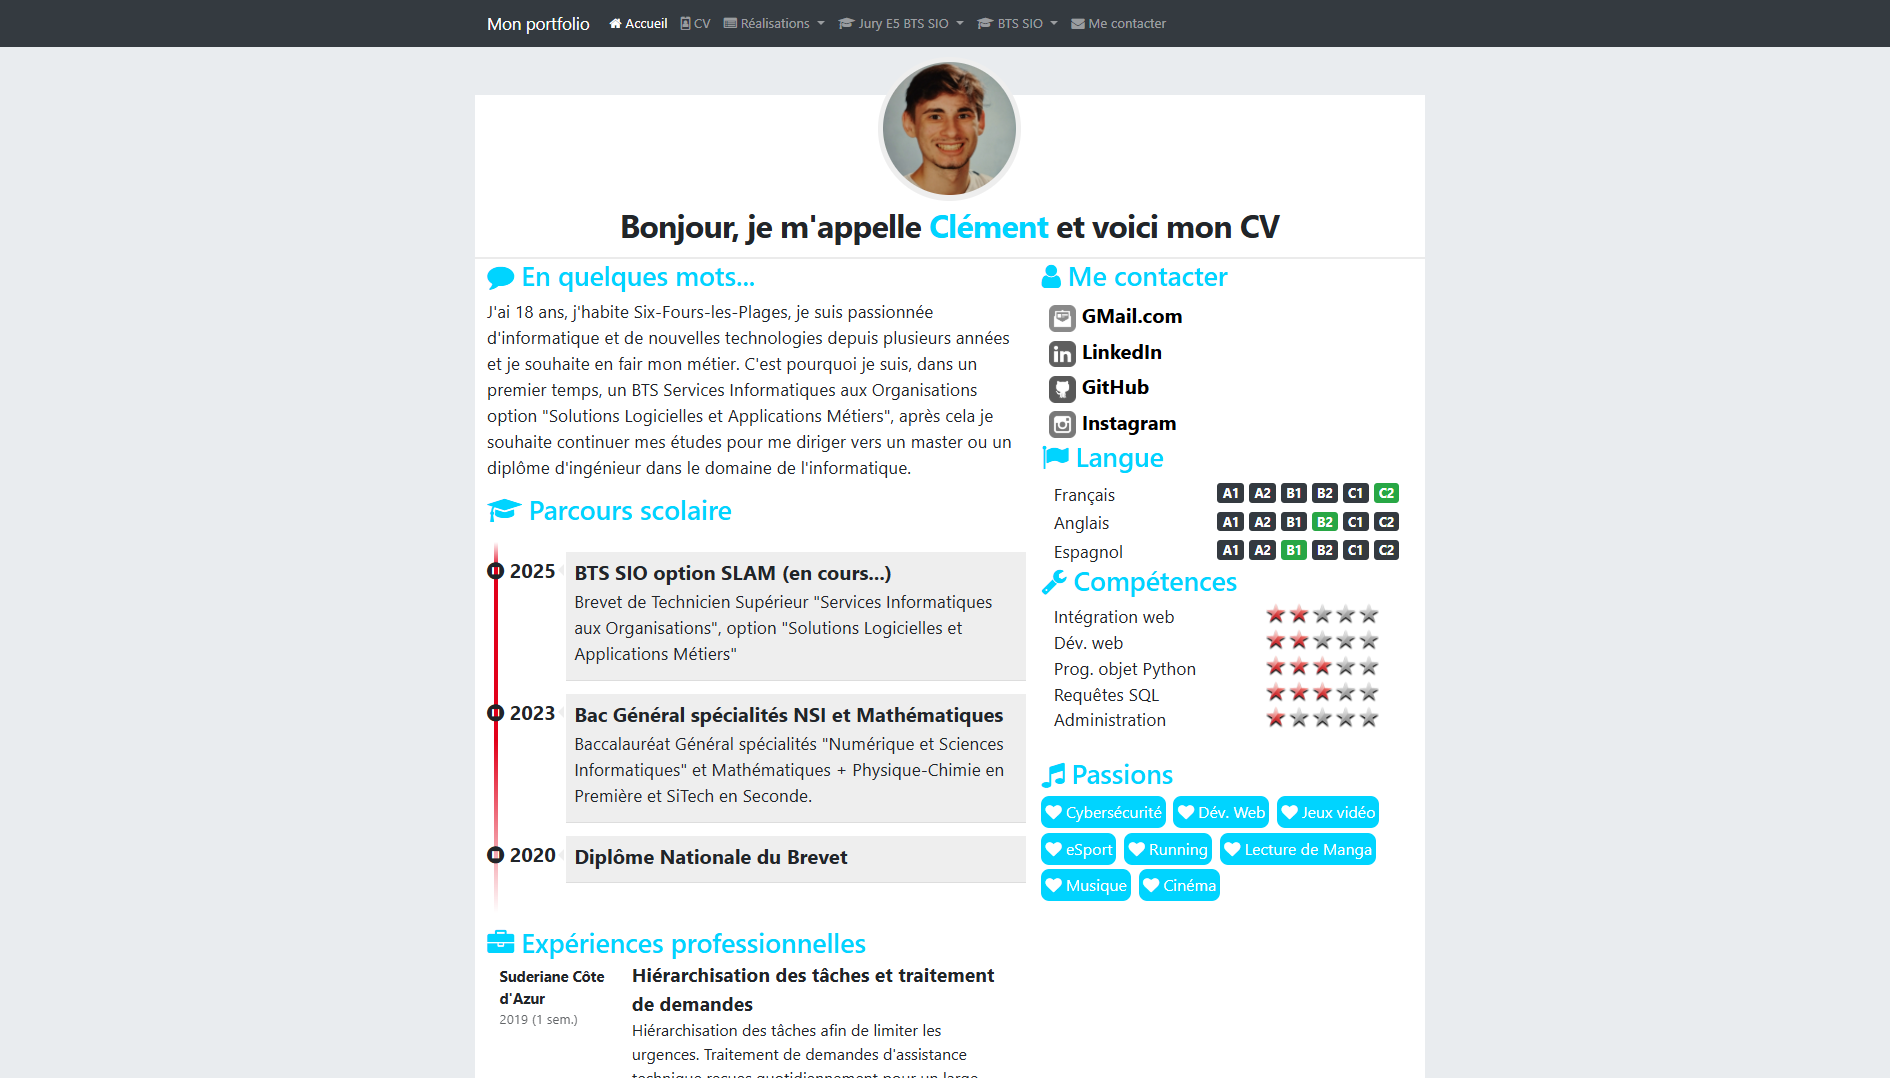 Mon portfolio Accueil CV Réalisations Jury E5 BTS SIO BTS SIO Me contacter
Bonjour, je m'appelle Clément et voici mon CV
En quelques mots...
J'ai 18 ans, j'habite Six-Fours-les-Plages, je suis passionnée
d'informatique et de nouvelles technologies depuis plusieurs années
et je souhaite en fair mon métier. C'est pourquoi je suis, dans un
premier temps, un BTS Services Informatiques aux Organisations
option "Solutions Logicielles et Applications Métiers", après cela je
souhaite continuer mes études pour me diriger vers un master ou un
diplôme d'ingénieur dans le domaine de l'informatique.
Parcours scolaire
2025 BTS SIO option SLAM (en cours...)
Brevet de Technicien Supérieur "Services Informatiques
aux Organisations", option "Solutions Logicielles et
Applications Métiers"
2023 Bac Général spécialités NSI et Mathématiques
Baccalauréat Général spécialités "Numérique et Sciences
Informatiques" et Mathématiques + Physique-Chimie en
Première et SiTech en Seconde.
2020 Diplôme Nationale du Brevet
Expériences professionnelles
Suderiane Côte
d'Azur
2019 (1 sem.)
Hiérarchisation des tâches et traitement
de demandes
Hiérarchisation des tâches afin de limiter les
urgences. Traitement de demandes d'assistance
technique reçues quotidiennement pour un large
Me contacter
GMail.com
LinkedIn
GitHub
Instagram
Langue
Français A1 A2 B1 B2 C1 C2
Anglais A1 A2 B1 B2 C1 C2
Espagnol A1 A2 B1 B2 C1 C2
Compétences
Intégration web
Dév. web
Prog. objet Python
Requêtes SQL
Administration
Passions
Cybersécurité Dév. Web Jeux vidéo
eSport Running Lecture de Manga
Musique Cinéma